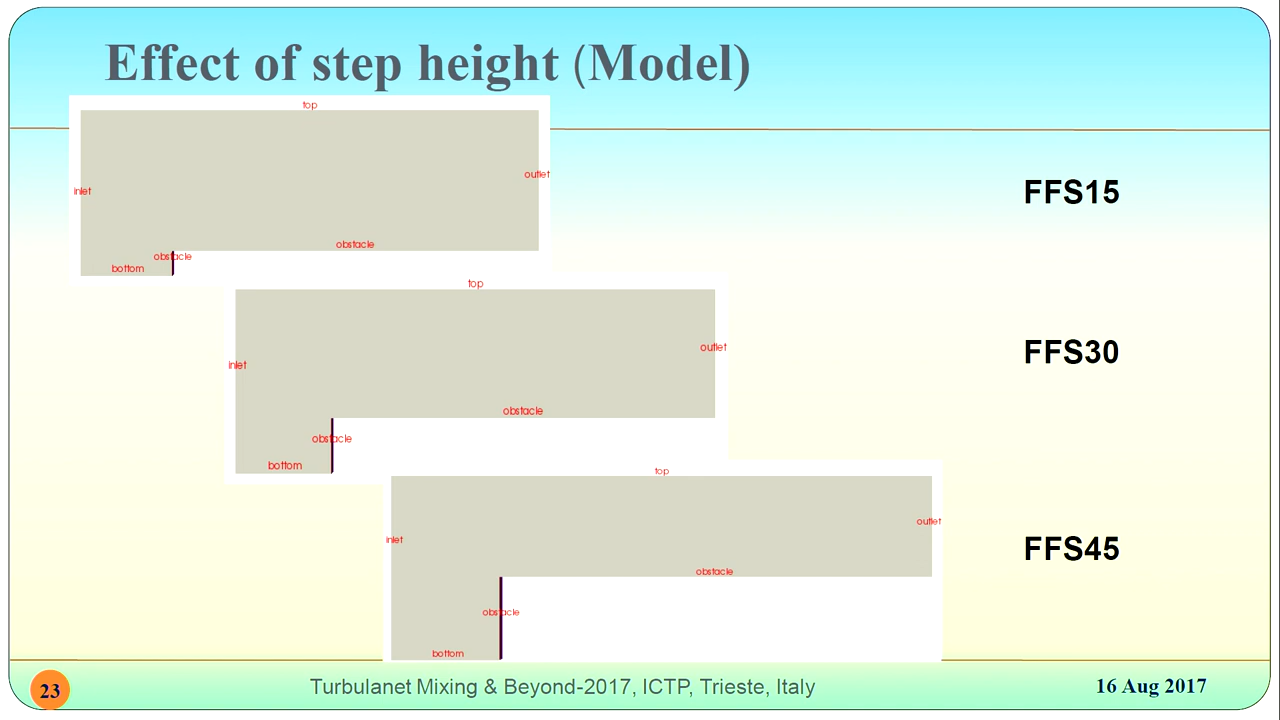 Effect of step height (Model)
top
inlet
outlet
obstacle
obstacle
bottom
FFS15
top
inlet
outlet
obstacle
obstacle
bottom
FFS30
top
inlet
outlet
obstacle
obstacle
bottom
FFS45
23
Turbulanet Mixing & Beyond-2017, ICTP, Trieste, Italy
16 Aug 2017